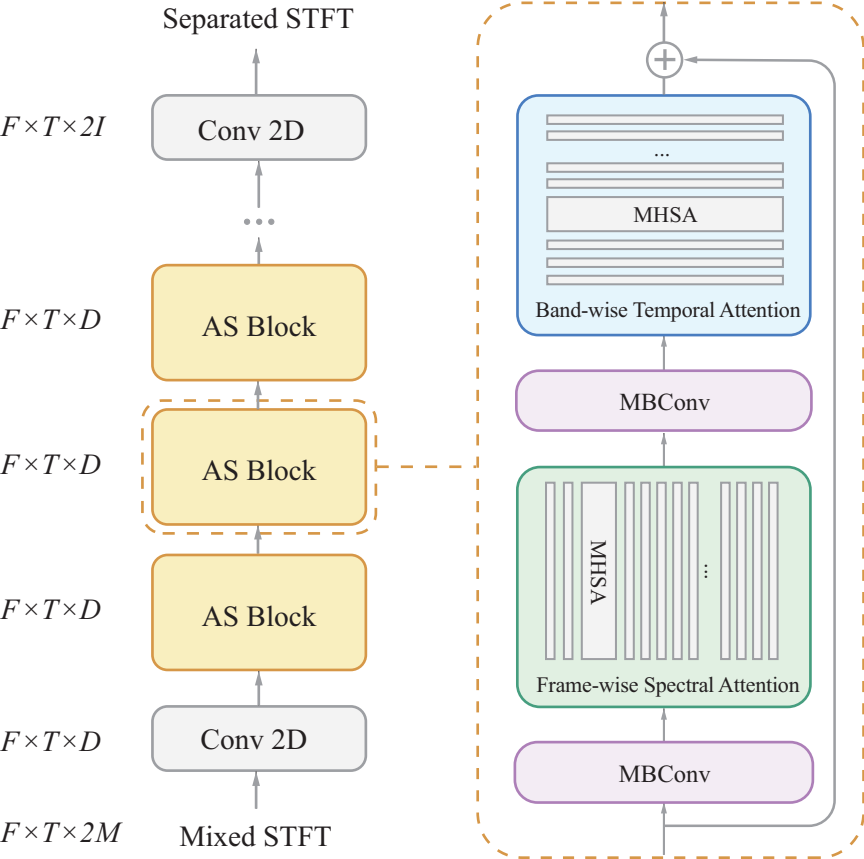 Separated STFT
F×T×2I
Conv 2D
...
F×T×D
AS Block
F×T×D
AS Block
F×T×D
AS Block
F×T×D
Conv 2D
F×T×2M
Mixed STFT
+
...
MHSA
Band-wise Temporal Attention
MBConv
MHSA
...
Frame-wise Spectral Attention
MBConv